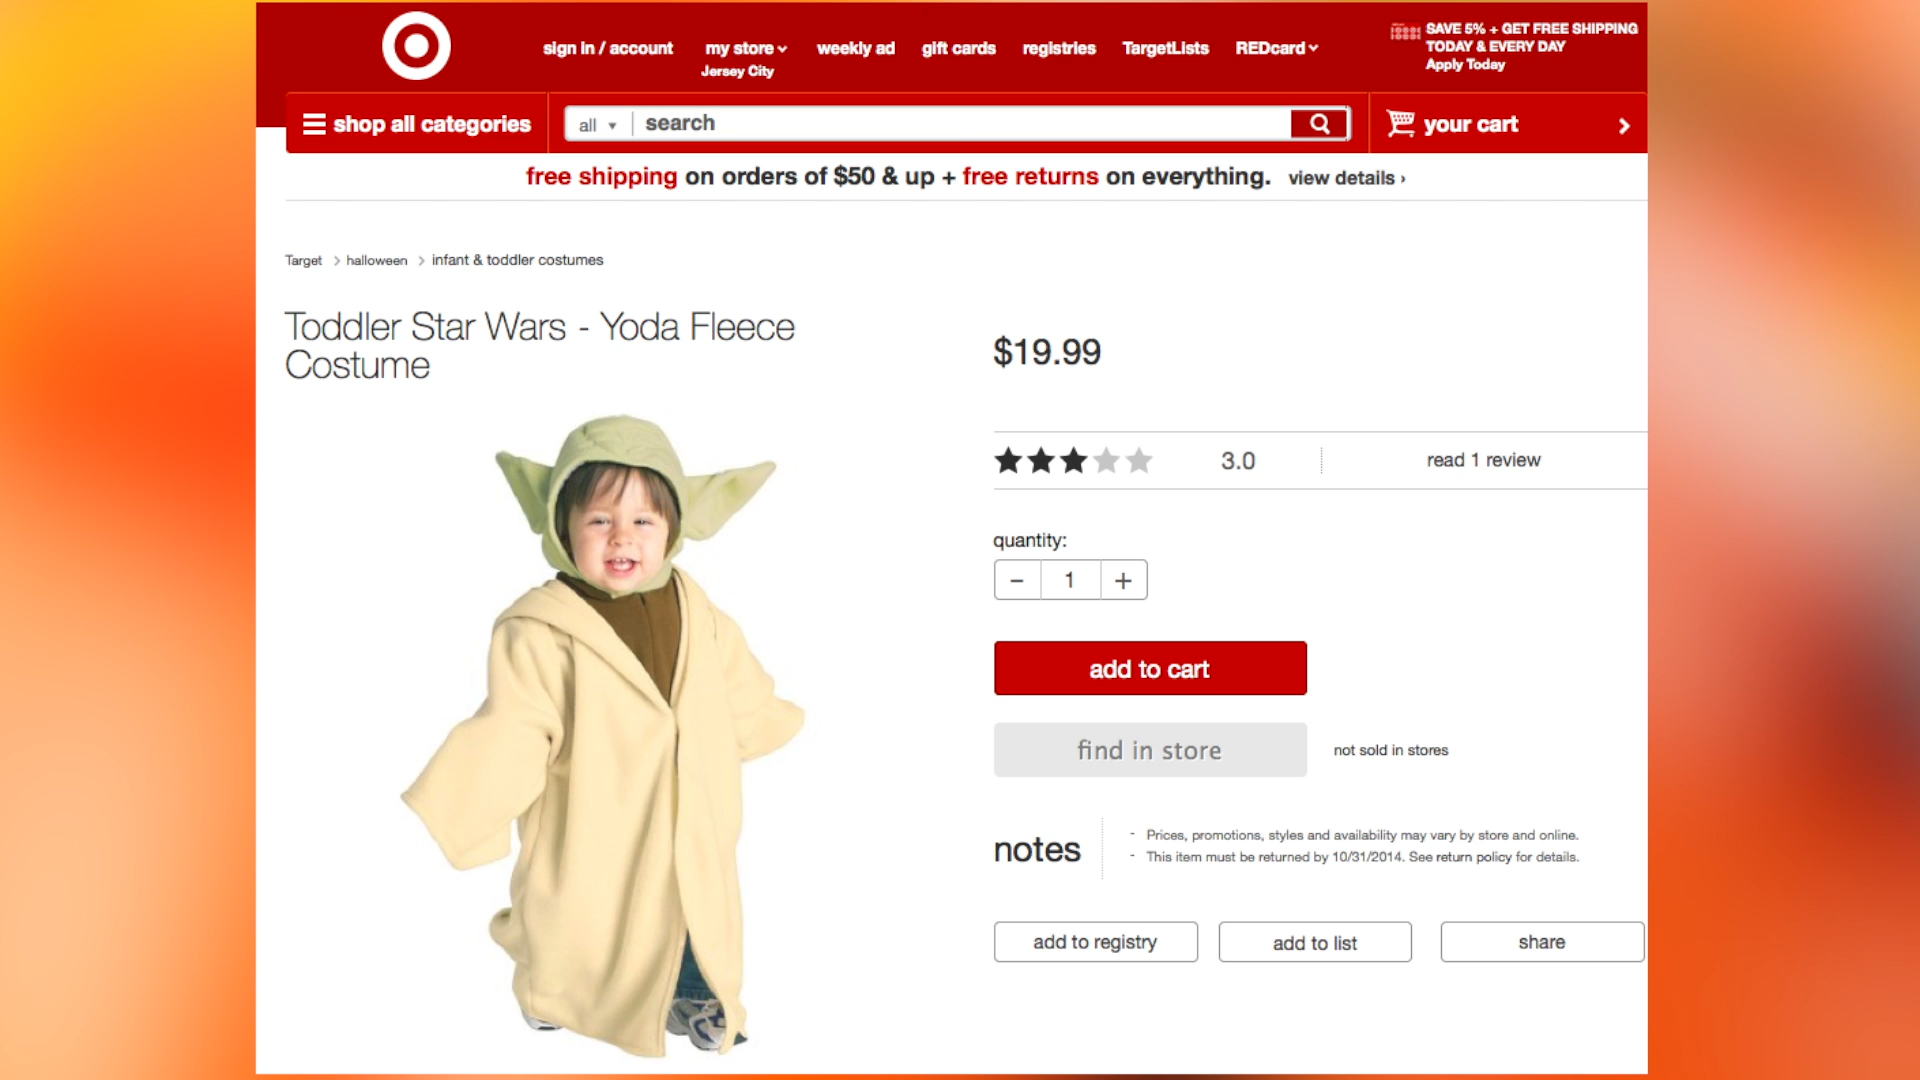 sign in / account
my store
Jersey City
weekly ad
gift cards
registries
TargetLists
REDcard
SAVE 5% + GET FREE SHIPPING
TODAY & EVERY DAY
Apply Today
shop all categories
all
search
your cart
free shipping on orders of $50 & up + free returns on everything. view details ›
Target > halloween > infant & toddler costumes
Toddler Star Wars - Yoda Fleece
Costume
$19.99
3.0
read 1 review
quantity:
− 1 +
add to cart
find in store
not sold in stores
notes
- Prices, promotions, styles and availability may vary by store and online.
- This item must be returned by 10/31/2014. See return policy for details.
add to registry
add to list
share